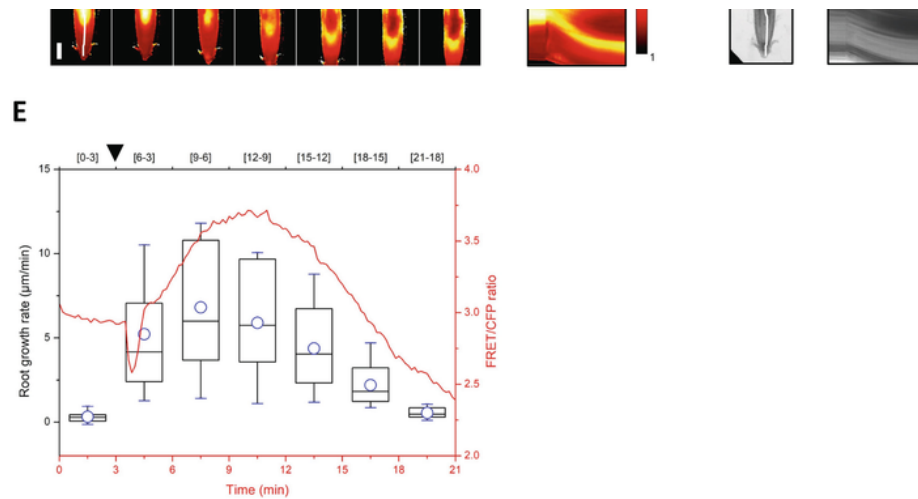 1
E
[0-3] [6-3] [9-6] [12-9] [15-12] [18-15] [21-18]
15 4.0
10 3.5
5 3.0
0 2.5
2.0
Root growth rate (μm/min)
FRET/CFP ratio
0 3 6 9 12 15 18 21
Time (min)